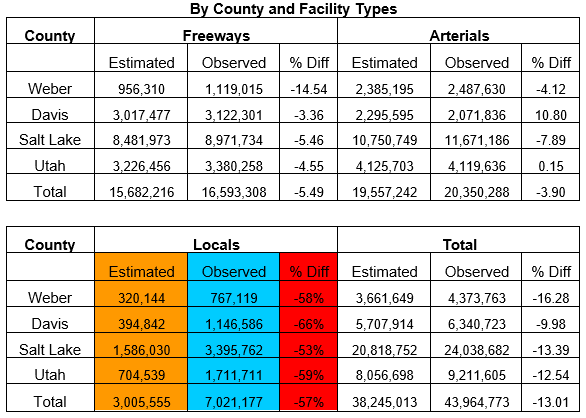 By County and Facility Types
County Freeways Arterials
Estimated Observed % Diff Estimated Observed % Diff
Weber 956,310 1,119,015 -14.54 2,385,195 2,487,630 -4.12
Davis 3,017,477 3,122,301 -3.36 2,295,595 2,071,836 10.80
Salt Lake 8,481,973 8,971,734 -5.46 10,750,749 11,671,186 -7.89
Utah 3,226,456 3,380,258 -4.55 4,125,703 4,119,636 0.15
Total 15,682,216 16,593,308 -5.49 19,557,242 20,350,288 -3.90
County Locals Total
Estimated Observed % Diff Estimated Observed % Diff
Weber 320,144 767,119 -58% 3,661,649 4,373,763 -16.28
Davis 394,842 1,146,586 -66% 5,707,914 6,340,723 -9.98
Salt Lake 1,586,030 3,395,762 -53% 20,818,752 24,038,682 -13.39
Utah 704,539 1,711,711 -59% 8,056,698 9,211,605 -12.54
Total 3,005,555 7,021,177 -57% 38,245,013 43,964,773 -13.01